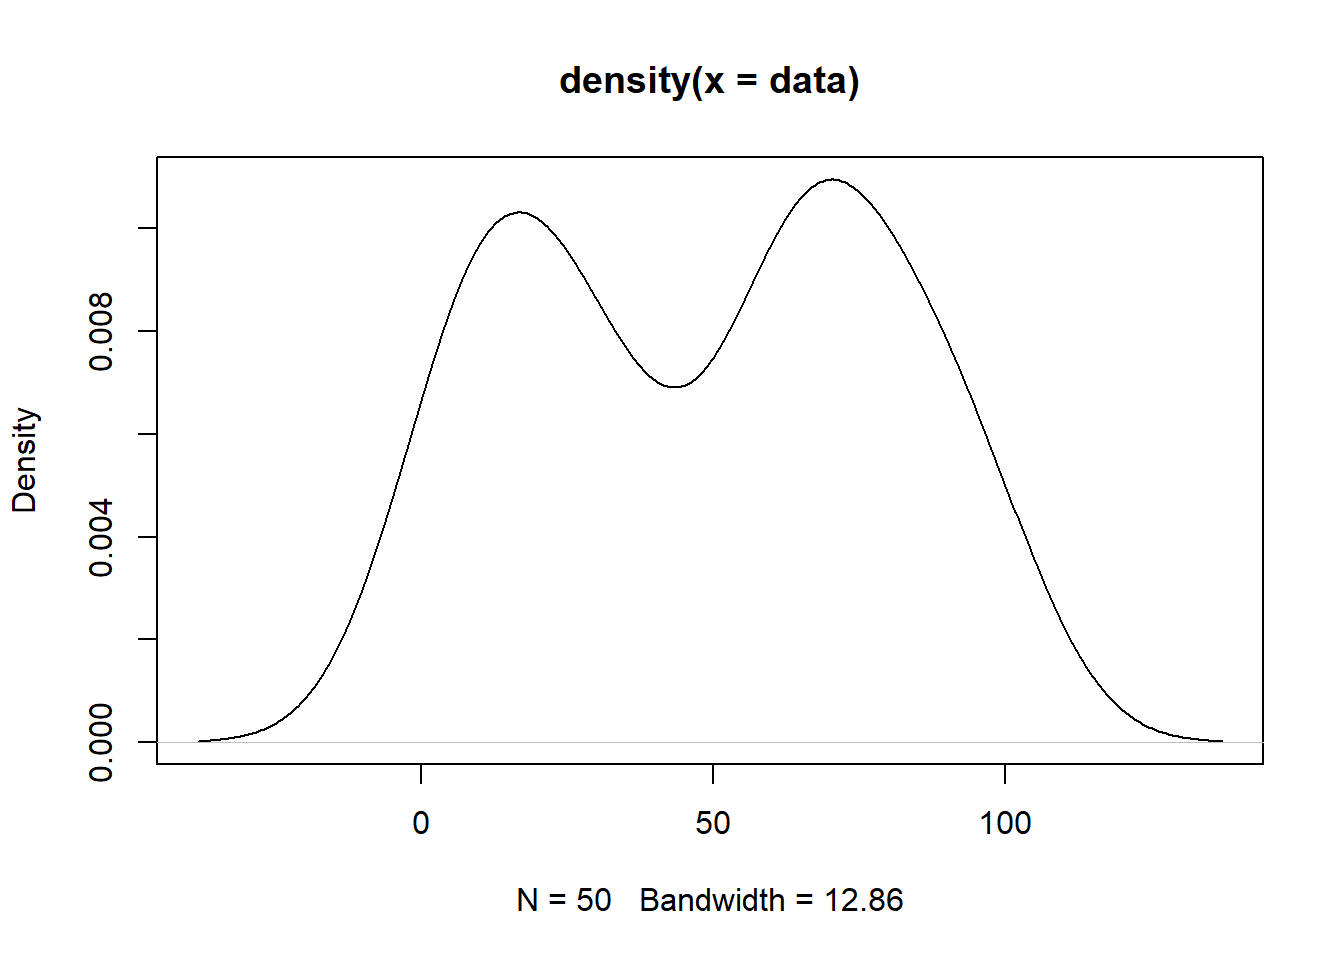 density(x = data)
Density
0.008
0.004
0.000
0 50 100
N = 50 Bandwidth = 12.86